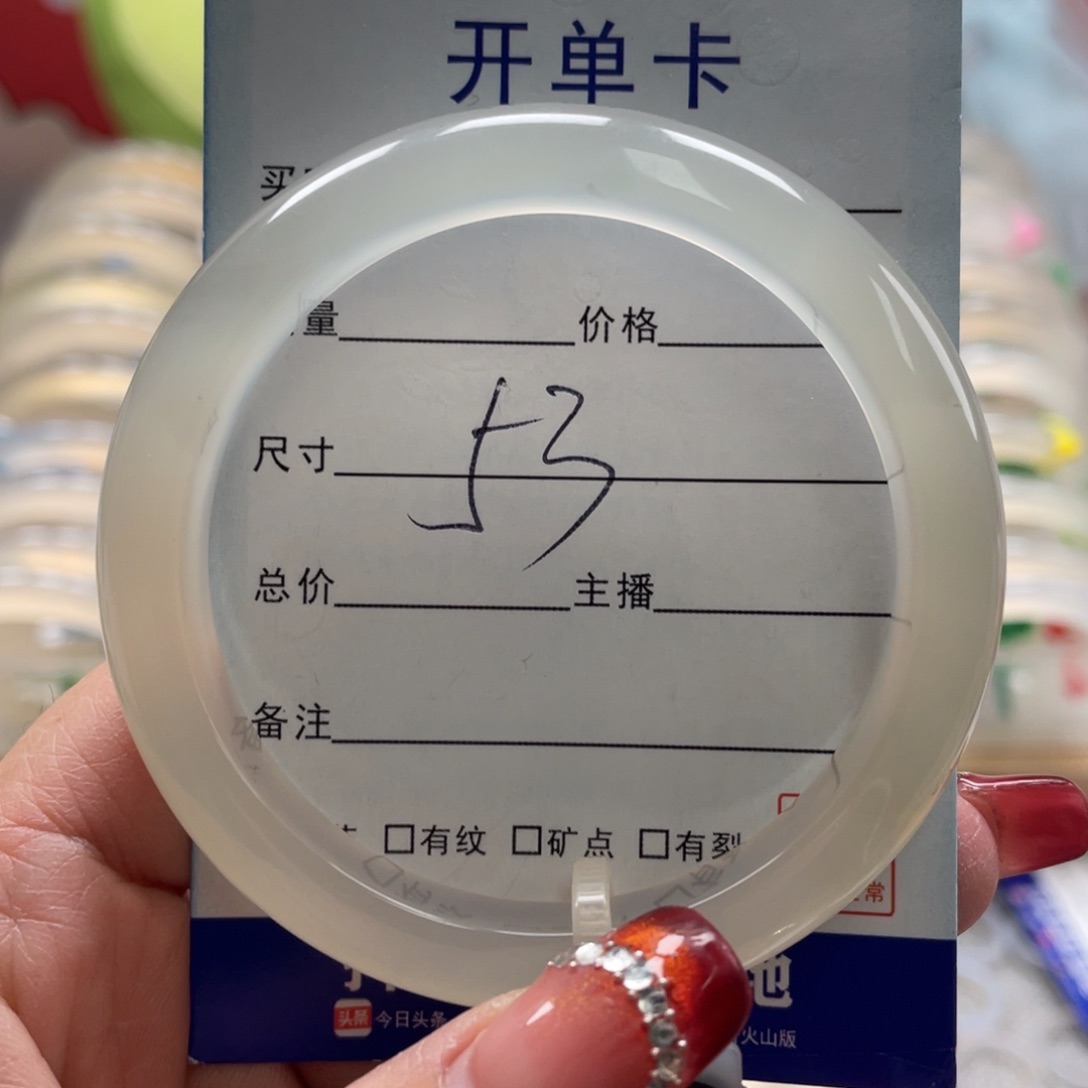 开单卡
买
量 价格
尺寸 53
总价 主播
备注
□有纹 □矿点 □有裂
常
头条 今日头条 火山版